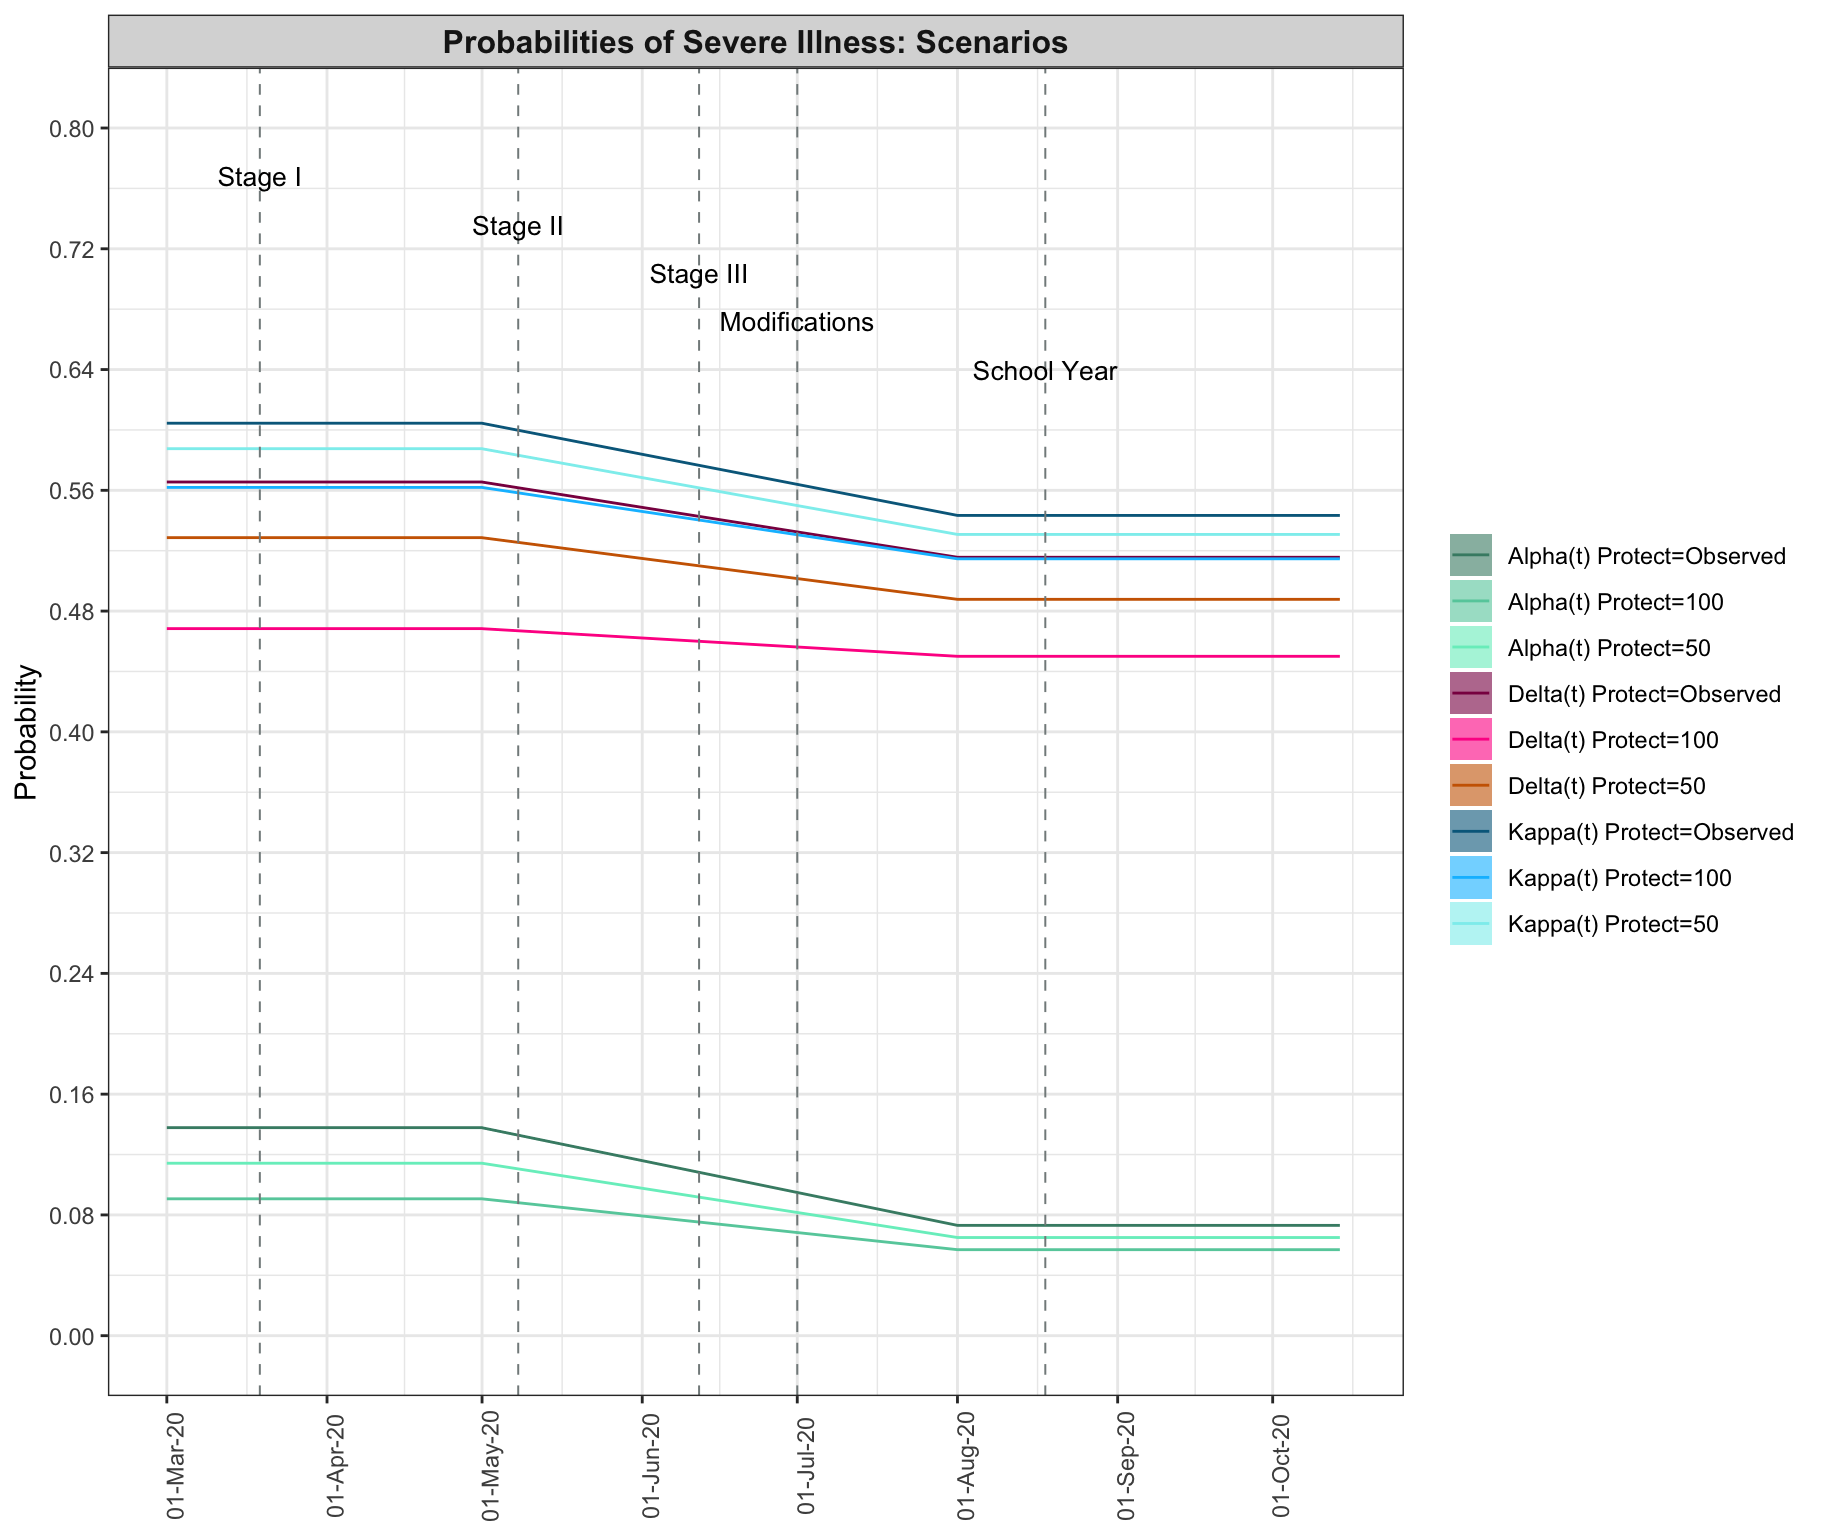 Probabilities of Severe Illness: Scenarios
Probability
0.80
0.72
0.64
0.56
0.48
0.40
0.32
0.24
0.16
0.08
0.00
Stage I
Stage II
Stage III
Modifications
School Year
01-Mar-20
01-Apr-20
01-May-20
01-Jun-20
01-Jul-20
01-Aug-20
01-Sep-20
01-Oct-20
Alpha(t) Protect=Observed
Alpha(t) Protect=100
Alpha(t) Protect=50
Delta(t) Protect=Observed
Delta(t) Protect=100
Delta(t) Protect=50
Kappa(t) Protect=Observed
Kappa(t) Protect=100
Kappa(t) Protect=50